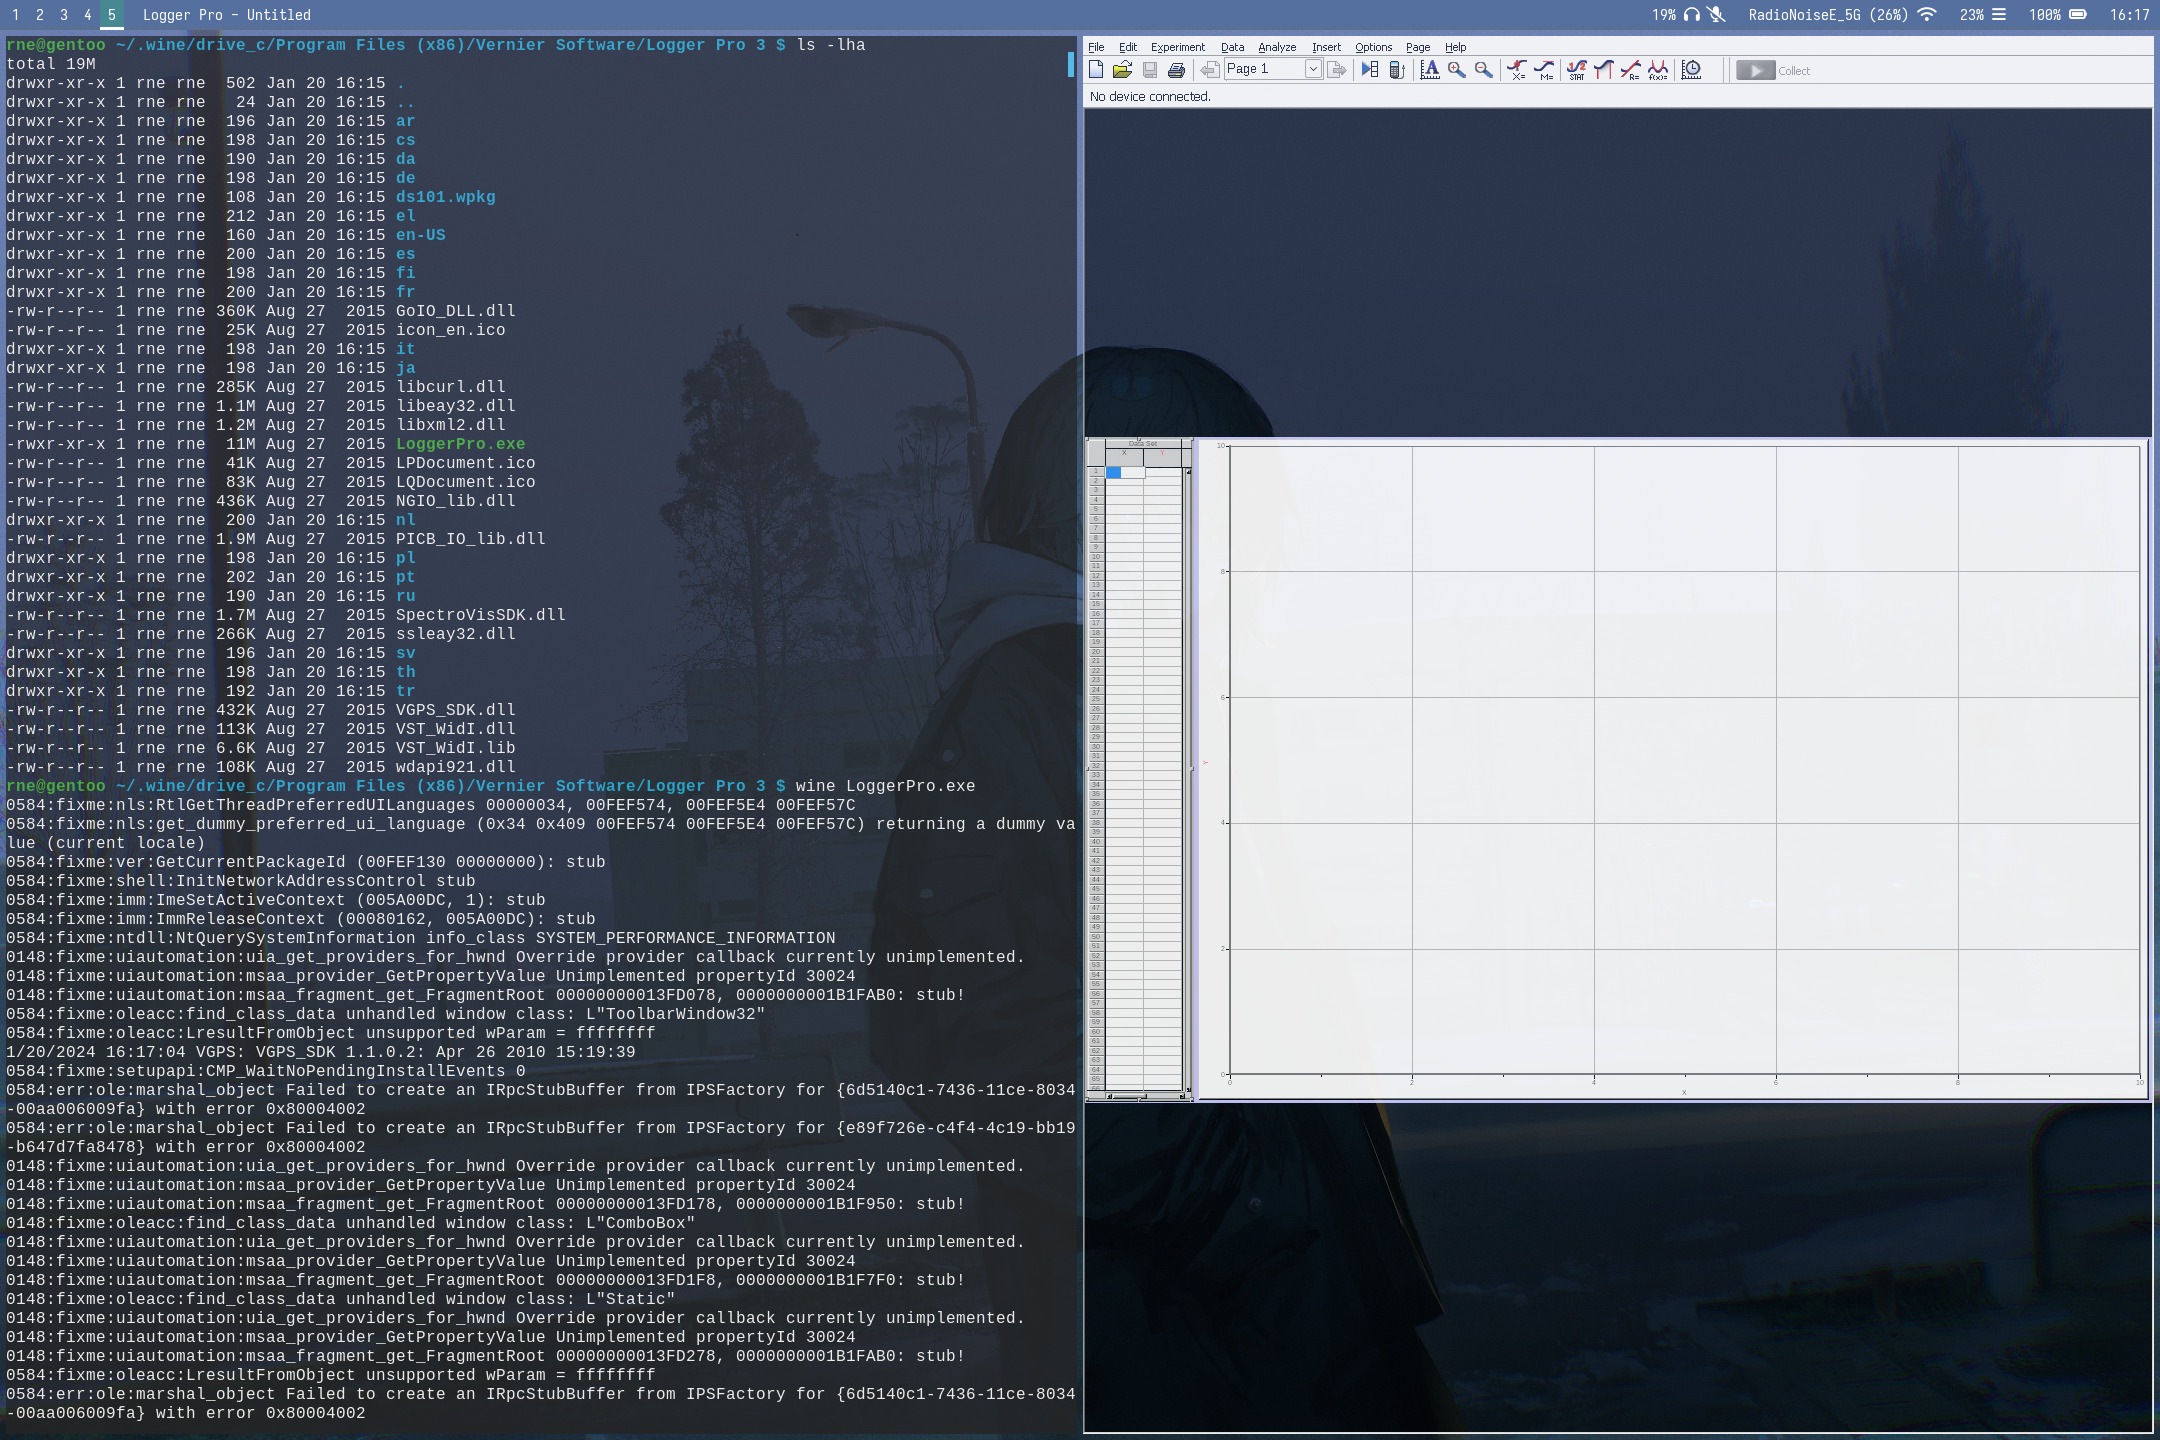 1 2 3 4 5 Logger Pro - Untitled 19% RadioNoiseE_5G (26%) 23% 100% 16:17
rne@gentoo ~/.wine/drive_c/Program Files (x86)/Vernier Software/Logger Pro 3 $ ls -lha
total 19M
drwxr-xr-x 1 rne rne  502 Jan 20 16:15 .
drwxr-xr-x 1 rne rne   24 Jan 20 16:15 ..
drwxr-xr-x 1 rne rne  196 Jan 20 16:15 ar
drwxr-xr-x 1 rne rne  198 Jan 20 16:15 cs
drwxr-xr-x 1 rne rne  190 Jan 20 16:15 da
drwxr-xr-x 1 rne rne  198 Jan 20 16:15 de
drwxr-xr-x 1 rne rne  108 Jan 20 16:15 ds101.wpkg
drwxr-xr-x 1 rne rne  212 Jan 20 16:15 el
drwxr-xr-x 1 rne rne  160 Jan 20 16:15 en-US
drwxr-xr-x 1 rne rne  200 Jan 20 16:15 es
drwxr-xr-x 1 rne rne  198 Jan 20 16:15 fi
drwxr-xr-x 1 rne rne  200 Jan 20 16:15 fr
-rw-r--r-- 1 rne rne 360K Aug 27  2015 GoIO_DLL.dll
-rw-r--r-- 1 rne rne  25K Aug 27  2015 icon_en.ico
drwxr-xr-x 1 rne rne  198 Jan 20 16:15 it
drwxr-xr-x 1 rne rne  198 Jan 20 16:15 ja
-rw-r--r-- 1 rne rne 285K Aug 27  2015 libcurl.dll
-rw-r--r-- 1 rne rne 1.1M Aug 27  2015 libeay32.dll
-rw-r--r-- 1 rne rne 1.2M Aug 27  2015 libxml2.dll
-rwxr-xr-x 1 rne rne  11M Aug 27  2015 LoggerPro.exe
-rw-r--r-- 1 rne rne  41K Aug 27  2015 LPDocument.ico
-rw-r--r-- 1 rne rne  83K Aug 27  2015 LQDocument.ico
-rw-r--r-- 1 rne rne 436K Aug 27  2015 NGIO_lib.dll
drwxr-xr-x 1 rne rne  200 Jan 20 16:15 nl
-rw-r--r-- 1 rne rne 1.9M Aug 27  2015 PICB_IO_lib.dll
drwxr-xr-x 1 rne rne  198 Jan 20 16:15 pl
drwxr-xr-x 1 rne rne  202 Jan 20 16:15 pt
drwxr-xr-x 1 rne rne  190 Jan 20 16:15 ru
-rw-r--r-- 1 rne rne 1.7M Aug 27  2015 SpectroVisSDK.dll
-rw-r--r-- 1 rne rne 266K Aug 27  2015 ssleay32.dll
drwxr-xr-x 1 rne rne  196 Jan 20 16:15 sv
drwxr-xr-x 1 rne rne  198 Jan 20 16:15 th
drwxr-xr-x 1 rne rne  192 Jan 20 16:15 tr
-rw-r--r-- 1 rne rne 432K Aug 27  2015 VGPS_SDK.dll
-rw-r--r-- 1 rne rne 113K Aug 27  2015 VST_WidI.dll
-rw-r--r-- 1 rne rne 6.6K Aug 27  2015 VST_WidI.lib
-rw-r--r-- 1 rne rne 108K Aug 27  2015 wdapi921.dll
rne@gentoo ~/.wine/drive_c/Program Files (x86)/Vernier Software/Logger Pro 3 $ wine LoggerPro.exe
0584:fixme:nls:RtlGetThreadPreferredUILanguages 00000034, 00FEF574, 00FEF5E4 00FEF57C
0584:fixme:nls:get_dummy_preferred_ui_language (0x34 0x409 00FEF574 00FEF5E4 00FEF57C) returning a dummy va
lue (current locale)
0584:fixme:ver:GetCurrentPackageId (00FEF130 00000000): stub
0584:fixme:shell:InitNetworkAddressControl stub
0584:fixme:imm:ImeSetActiveContext (005A00DC, 1): stub
0584:fixme:imm:ImmReleaseContext (00080162, 005A00DC): stub
0584:fixme:ntdll:NtQuerySystemInformation info_class SYSTEM_PERFORMANCE_INFORMATION
0148:fixme:uiautomation:uia_get_providers_for_hwnd Override provider callback currently unimplemented.
0148:fixme:uiautomation:msaa_provider_GetPropertyValue Unimplemented propertyId 30024
0148:fixme:uiautomation:msaa_fragment_get_FragmentRoot 00000000013FD078, 0000000001B1FAB0: stub!
0584:fixme:oleacc:find_class_data unhandled window class: L"ToolbarWindow32"
0584:fixme:oleacc:LresultFromObject unsupported wParam = ffffffff
1/20/2024 16:17:04 VGPS: VGPS_SDK 1.1.0.2: Apr 26 2010 15:19:39
0584:fixme:setupapi:CMP_WaitNoPendingInstallEvents 0
0584:err:ole:marshal_object Failed to create an IRpcStubBuffer from IPSFactory for {6d5140c1-7436-11ce-8034
-00aa006009fa} with error 0x80004002
0584:err:ole:marshal_object Failed to create an IRpcStubBuffer from IPSFactory for {e89f726e-c4f4-4c19-bb19
-b647d7fa8478} with error 0x80004002
0148:fixme:uiautomation:uia_get_providers_for_hwnd Override provider callback currently unimplemented.
0148:fixme:uiautomation:msaa_provider_GetPropertyValue Unimplemented propertyId 30024
0148:fixme:uiautomation:msaa_fragment_get_FragmentRoot 00000000013FD178, 0000000001B1F950: stub!
0148:fixme:oleacc:find_class_data unhandled window class: L"ComboBox"
0148:fixme:uiautomation:uia_get_providers_for_hwnd Override provider callback currently unimplemented.
0148:fixme:uiautomation:msaa_provider_GetPropertyValue Unimplemented propertyId 30024
0148:fixme:uiautomation:msaa_fragment_get_FragmentRoot 00000000013FD1F8, 0000000001B1F7F0: stub!
0148:fixme:oleacc:find_class_data unhandled window class: L"Static"
0148:fixme:uiautomation:uia_get_providers_for_hwnd Override provider callback currently unimplemented.
0148:fixme:uiautomation:msaa_provider_GetPropertyValue Unimplemented propertyId 30024
0148:fixme:uiautomation:msaa_fragment_get_FragmentRoot 00000000013FD278, 0000000001B1FAB0: stub!
0584:fixme:oleacc:LresultFromObject unsupported wParam = ffffffff
0584:err:ole:marshal_object Failed to create an IRpcStubBuffer from IPSFactory for {6d5140c1-7436-11ce-8034
-00aa006009fa} with error 0x80004002
File Edit Experiment Data Analyze Insert Options Page Help
Page 1 Collect
No device connected.
Data Set
X Y
10
8
6
4
2
0
Y
0 2 4 6 8 10
X